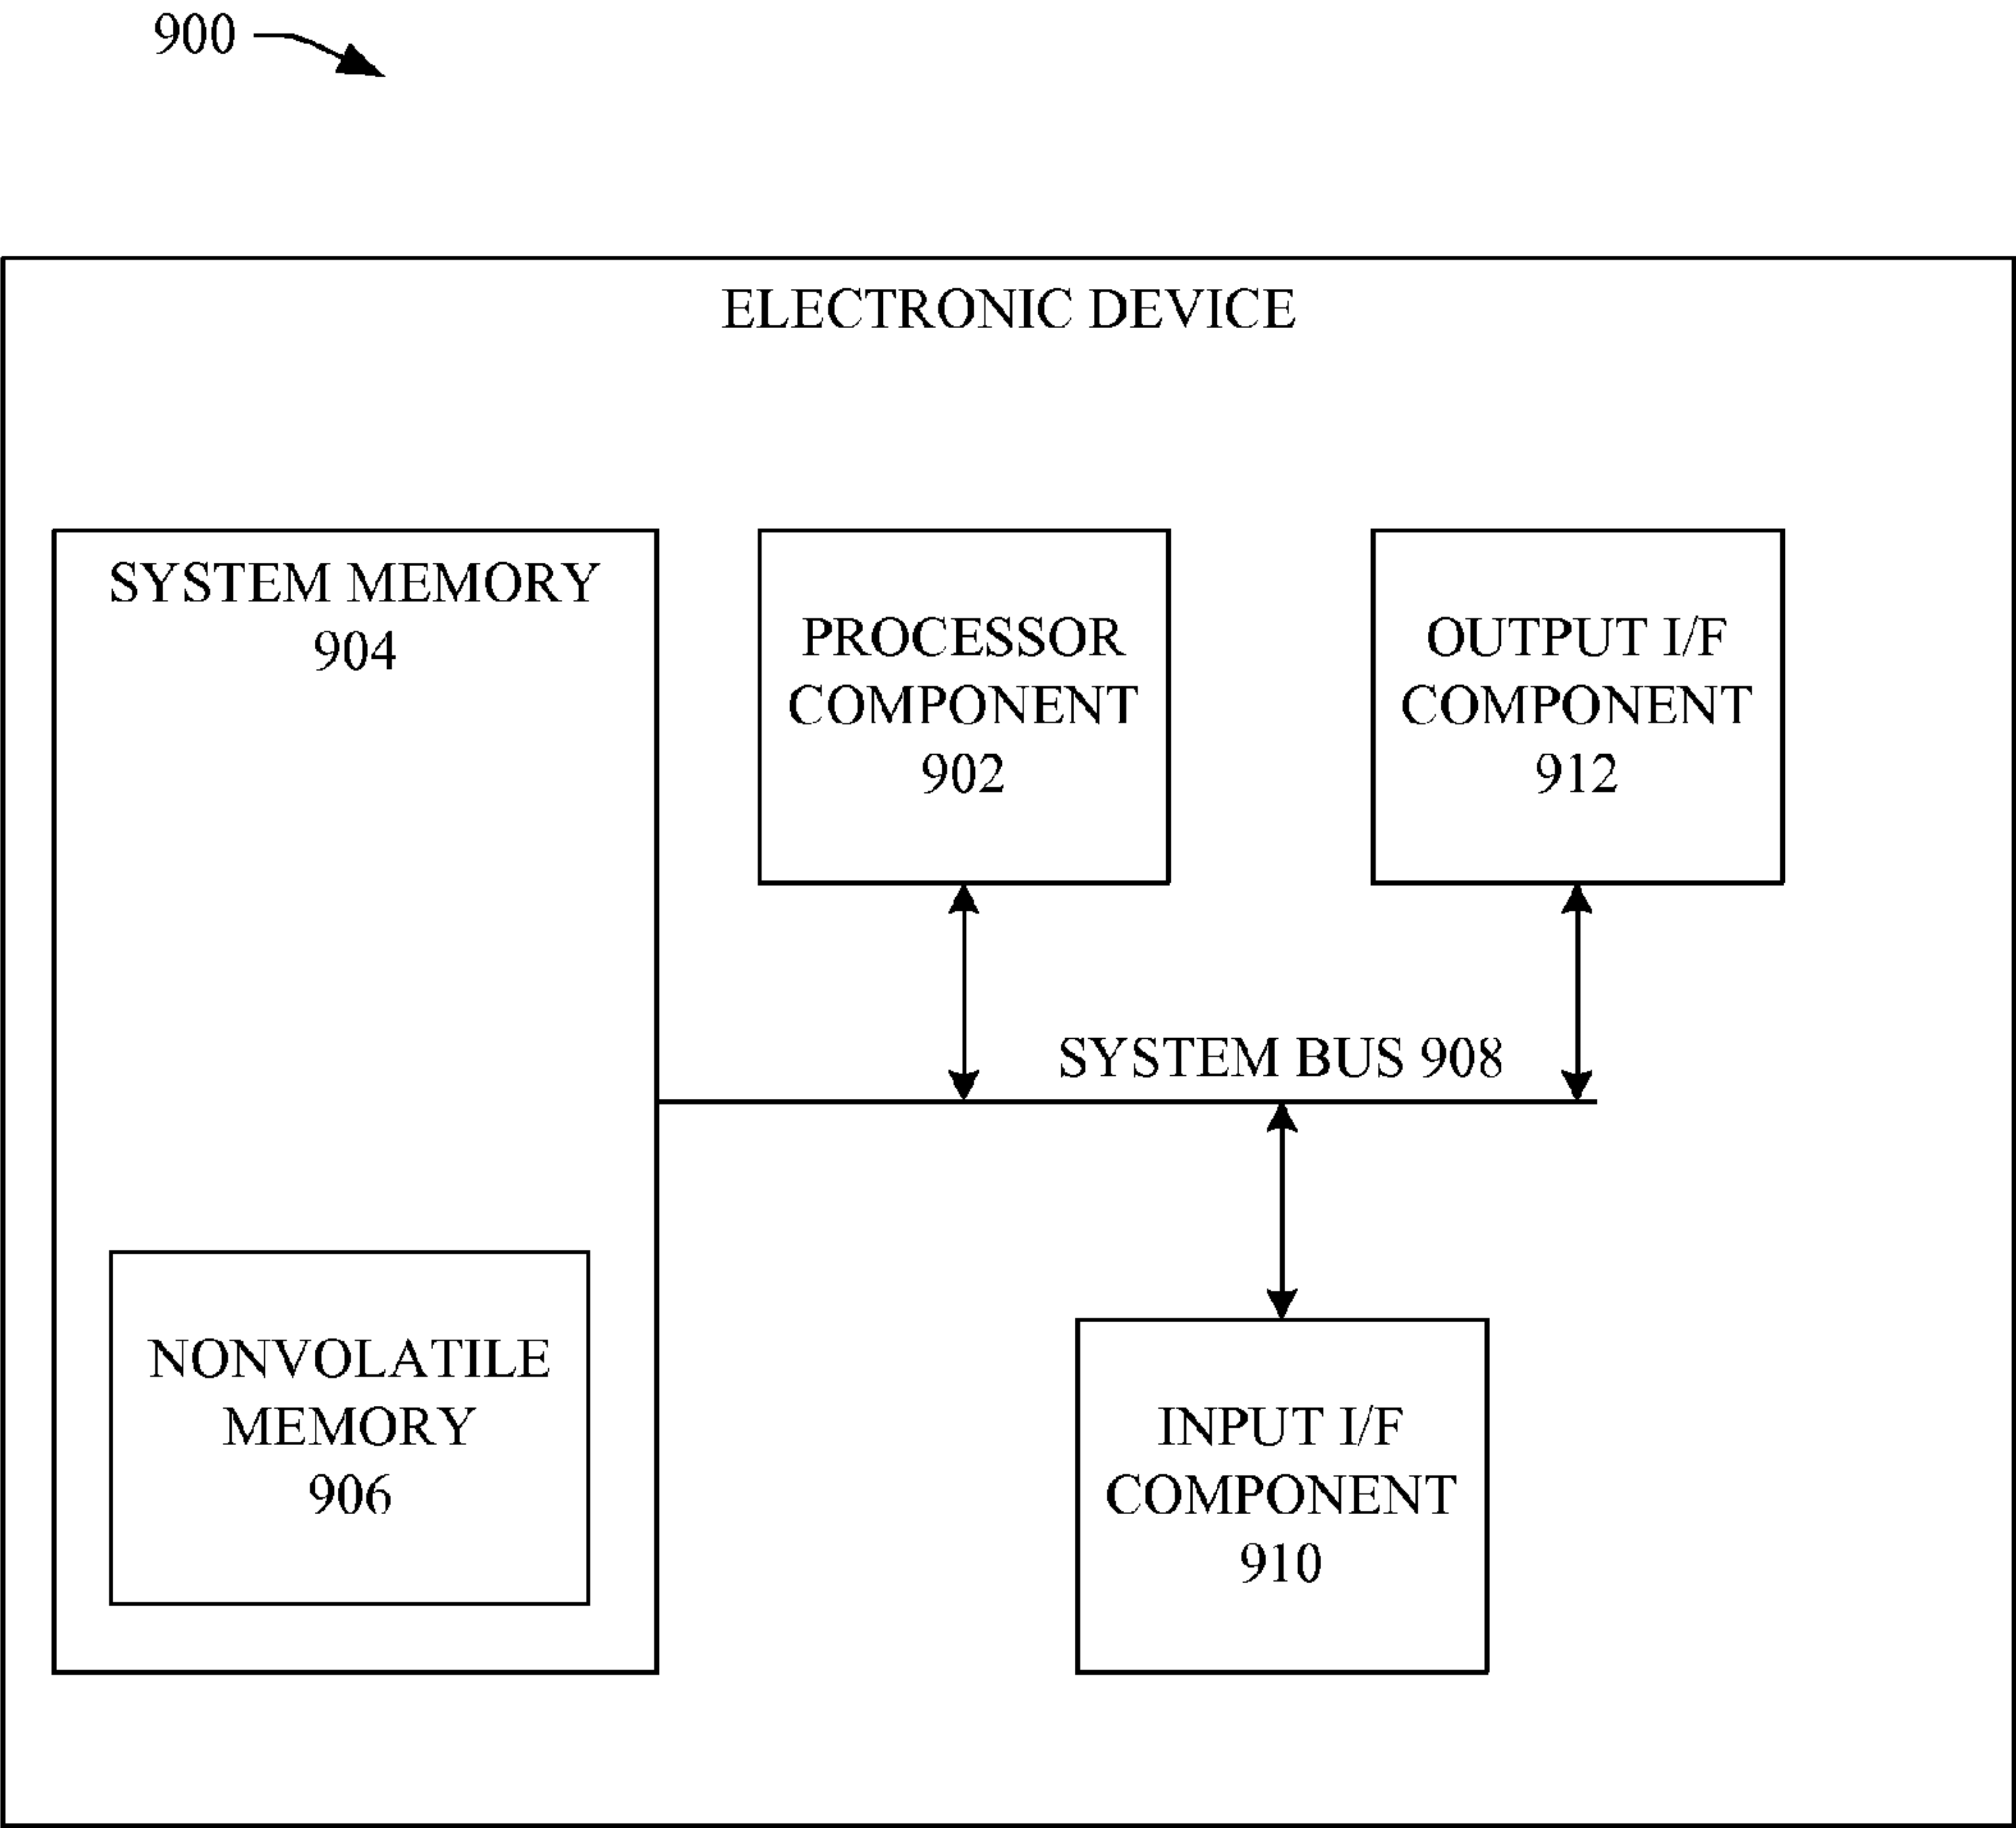 900
ELECTRONIC DEVICE
SYSTEM MEMORY
904
PROCESSOR
COMPONENT
902
OUTPUT I/F
COMPONENT
912
SYSTEM BUS 908
NONVOLATILE
MEMORY
906
INPUT I/F
COMPONENT
910